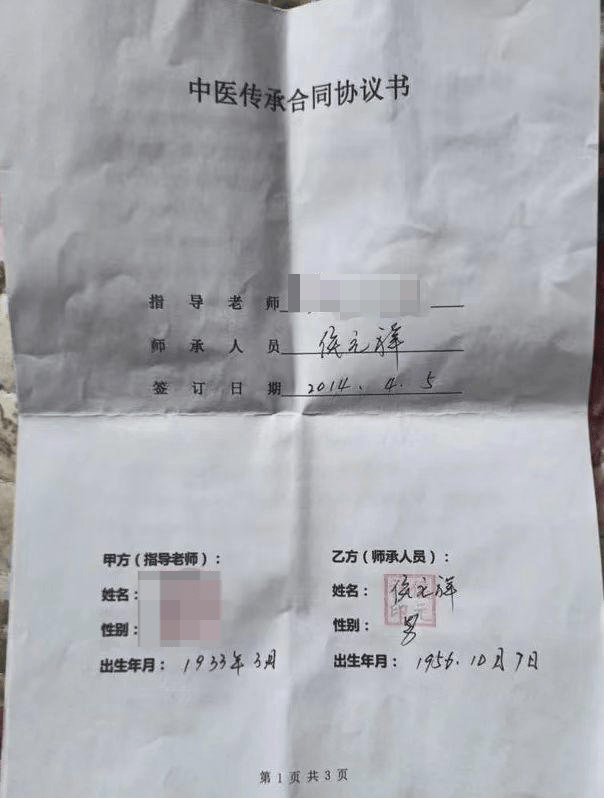 中医传承合同协议书
指导老师
师承人员 侯元祥
签订日期 2014.4.5
甲方(指导老师):
姓名:
性别:
出生年月: 1933年3月
乙方(师承人员):
姓名: 侯元祥
性别: 男
出生年月: 1956.10月7日
第1页共3页